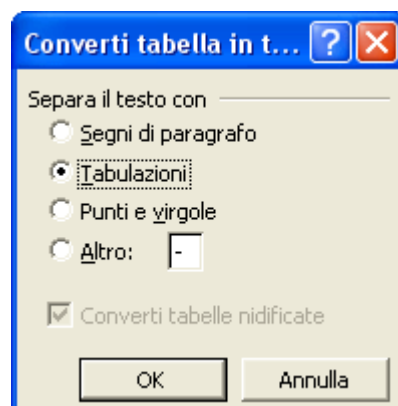 Converti tabella in t... ?
Separa il testo con
Segni di paragrafo
Tabulazioni
Punti e virgole
Altro: -
Converti tabelle nidificate
OK Annulla